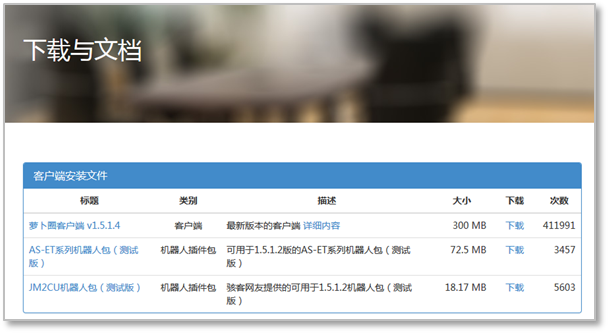 下载与文档
客户端安装文件
标题 类别 描述 大小 下载 次数
萝卜圈客户端 v1.5.1.4 客户端 最新版本的客户端 详细内容 300 MB 下载 411991
AS-ET系列机器人包（测试版） 机器人插件包 可用于1.5.1.2版的AS-ET系列机器人包（测试版） 72.5 MB 下载 3457
JM2CU机器人包（测试版） 机器人插件包 骇客网友提供的可用于1.5.1.2机器人包（测试版） 18.17 MB 下载 5603